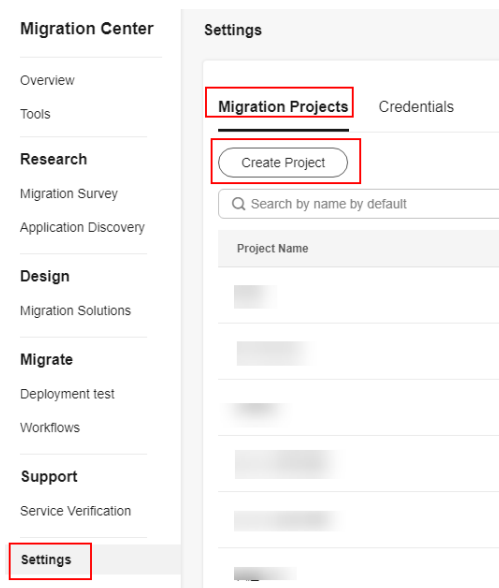 Migration Center
Overview
Tools
Research
Migration Survey
Application Discovery
Design
Migration Solutions
Migrate
Deployment test
Workflows
Support
Service Verification
Settings
Settings
Migration Projects
Credentials
Create Project
Search by name by default
Project Name